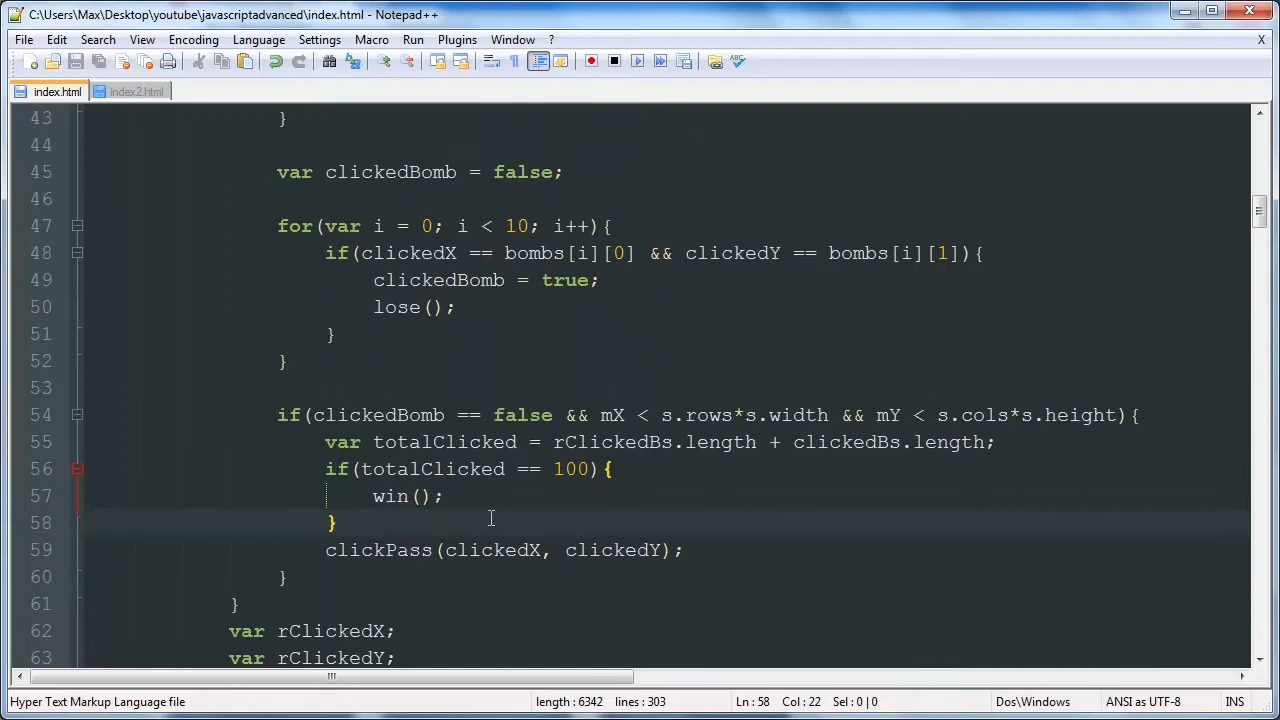 C:\Users\Max\Desktop\youtube\javascriptadvanced\index.html - Notepad++
File Edit Search View Encoding Language Settings Macro Run Plugins Window ? X
index.html index2.html
43 }
44
45 var clickedBomb = false;
46
47 for(var i = 0; i < 10; i++){
48 if(clickedX == bombs[i][0] && clickedY == bombs[i][1]){
49 clickedBomb = true;
50 lose();
51 }
52 }
53
54 if(clickedBomb == false && mX < s.rows*s.width && mY < s.cols*s.height){
55 var totalClicked = rClickedBs.length + clickedBs.length;
56 if(totalClicked == 100){
57 win();
58 }
59 clickPass(clickedX, clickedY);
60 }
61 }
62 var rClickedX;
63 var rClickedY;
Hyper Text Markup Language file length : 6342 lines : 303 Ln : 58 Col : 22 Sel : 0 | 0 Dos\Windows ANSI as UTF-8 INS